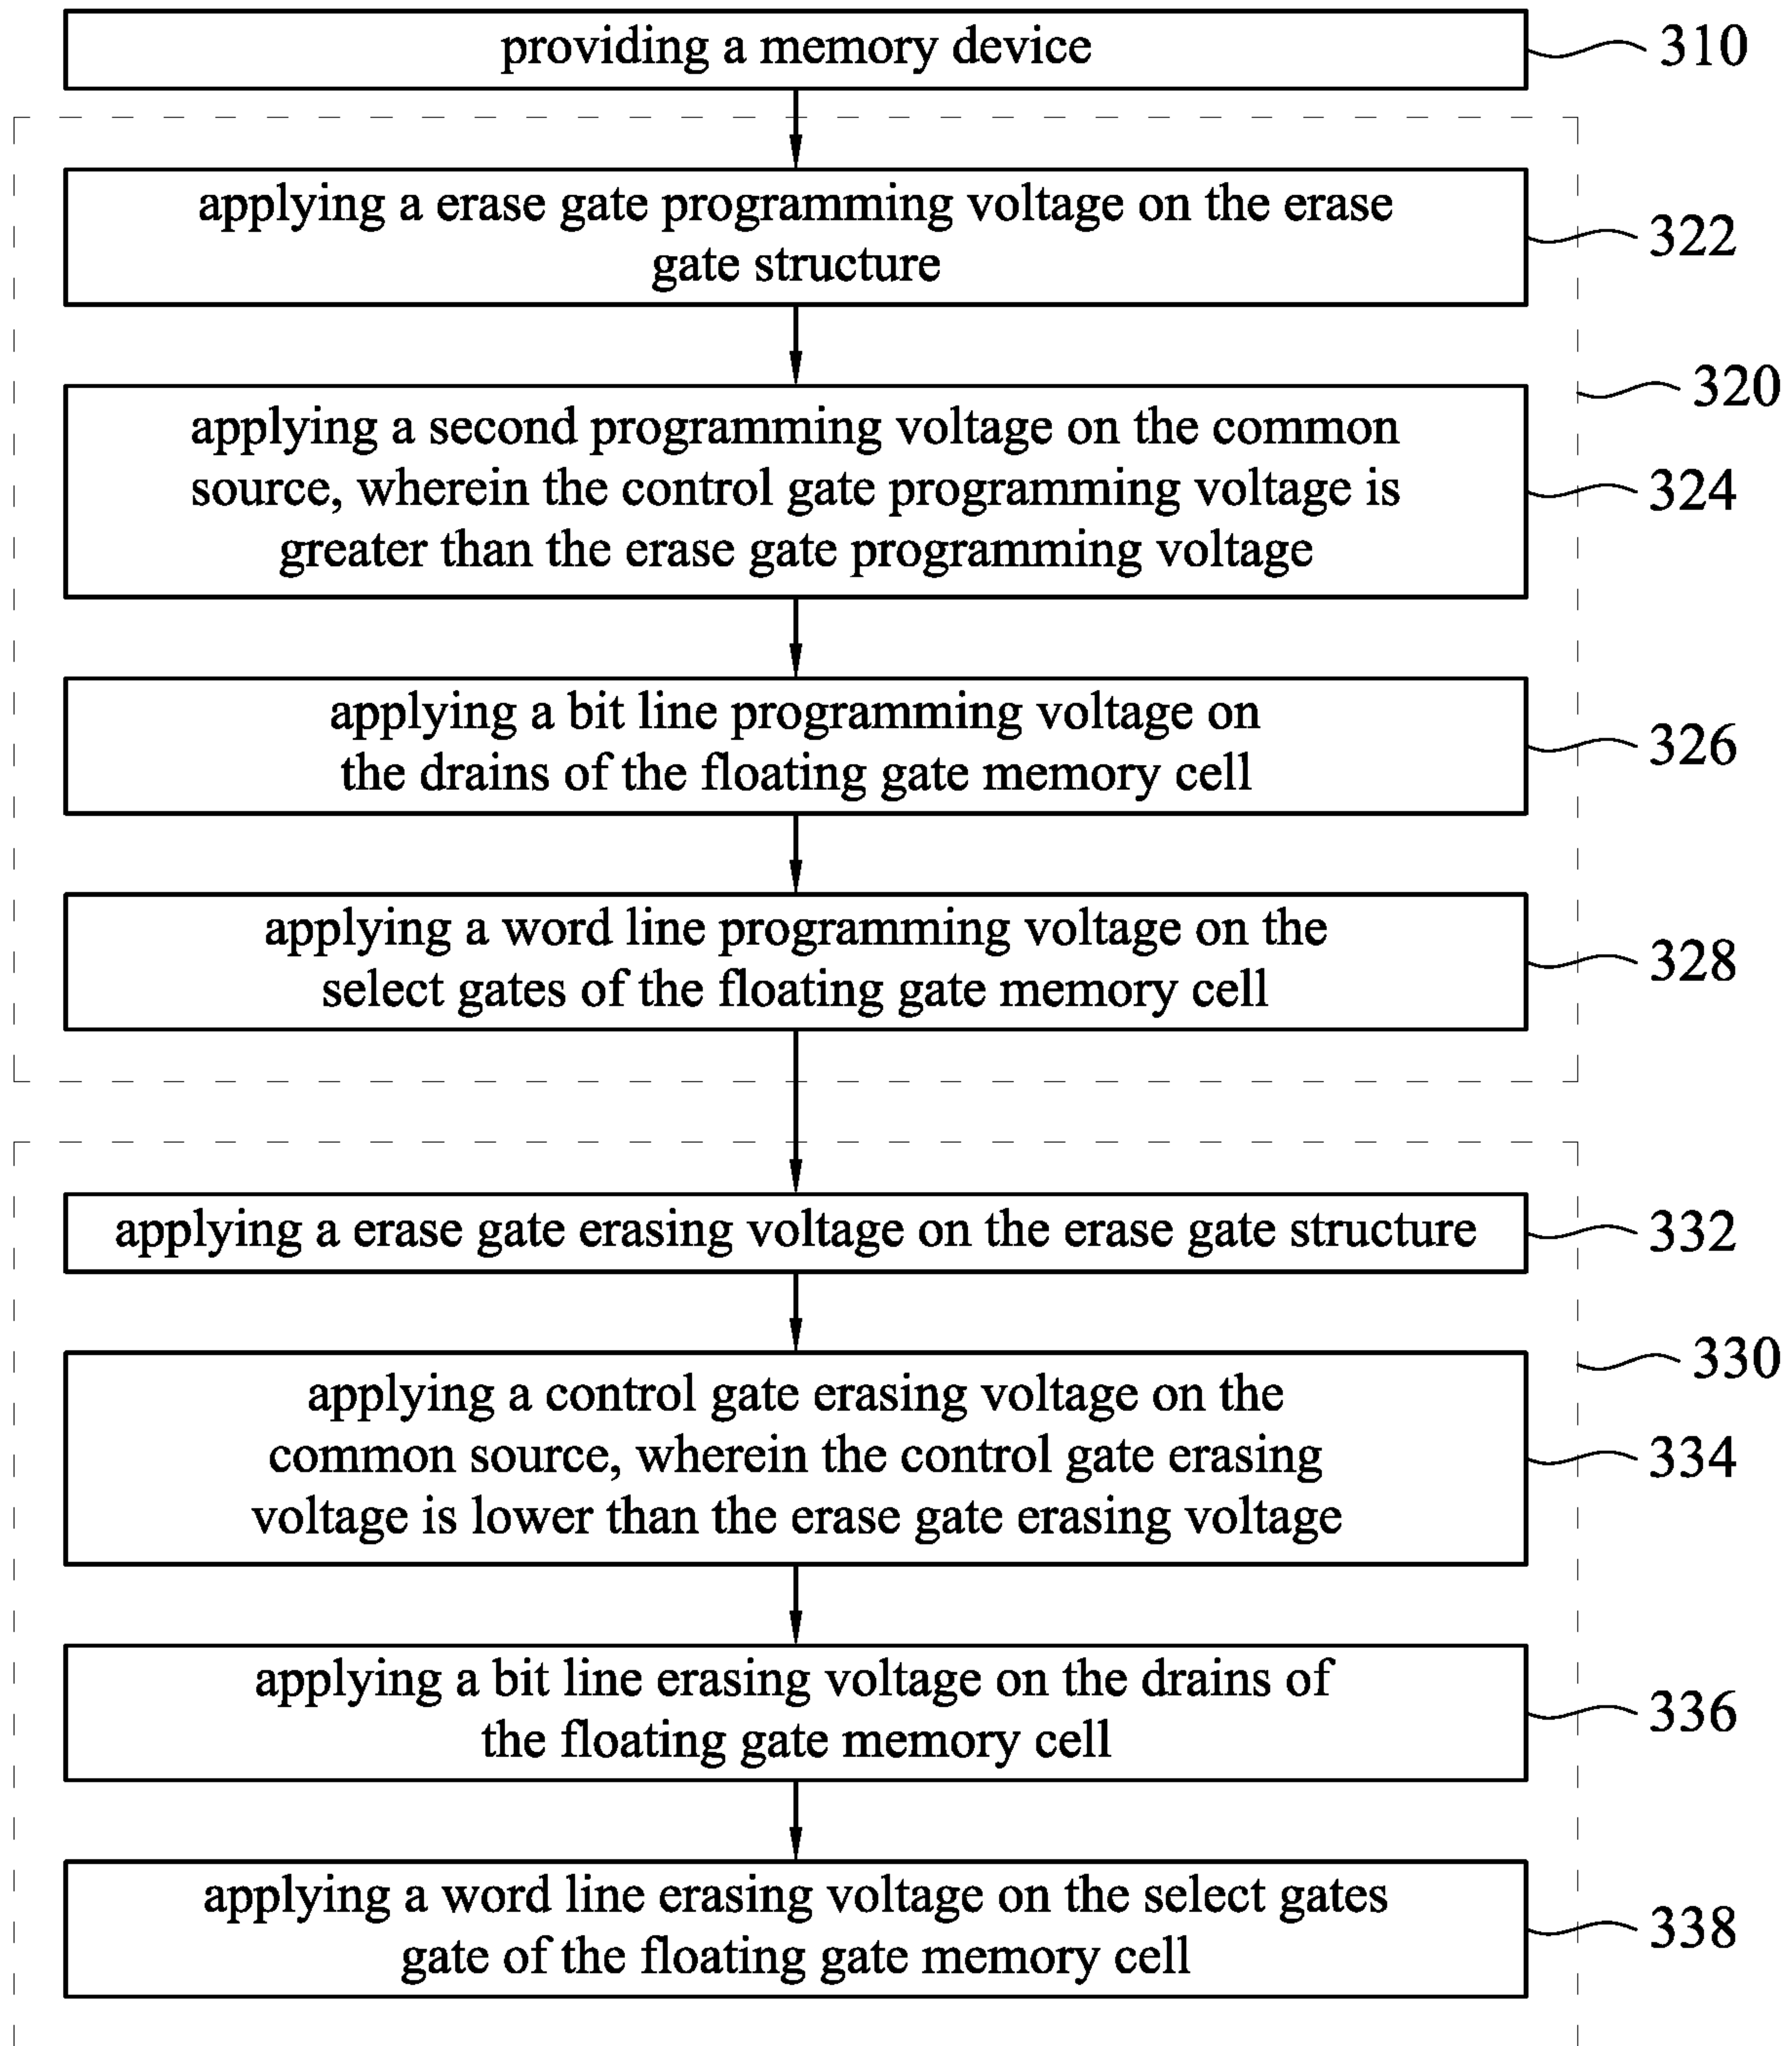 providing a memory device
310
applying a erase gate programming voltage on the erase
gate structure
322
320
applying a second programming voltage on the common
source, wherein the control gate programming voltage is
greater than the erase gate programming voltage
324
applying a bit line programming voltage on
the drains of the floating gate memory cell
326
applying a word line programming voltage on the
select gates of the floating gate memory cell
328
applying a erase gate erasing voltage on the erase gate structure
332
330
applying a control gate erasing voltage on the
common source, wherein the control gate erasing
voltage is lower than the erase gate erasing voltage
334
applying a bit line erasing voltage on the drains of
the floating gate memory cell
336
applying a word line erasing voltage on the select gates
gate of the floating gate memory cell
338